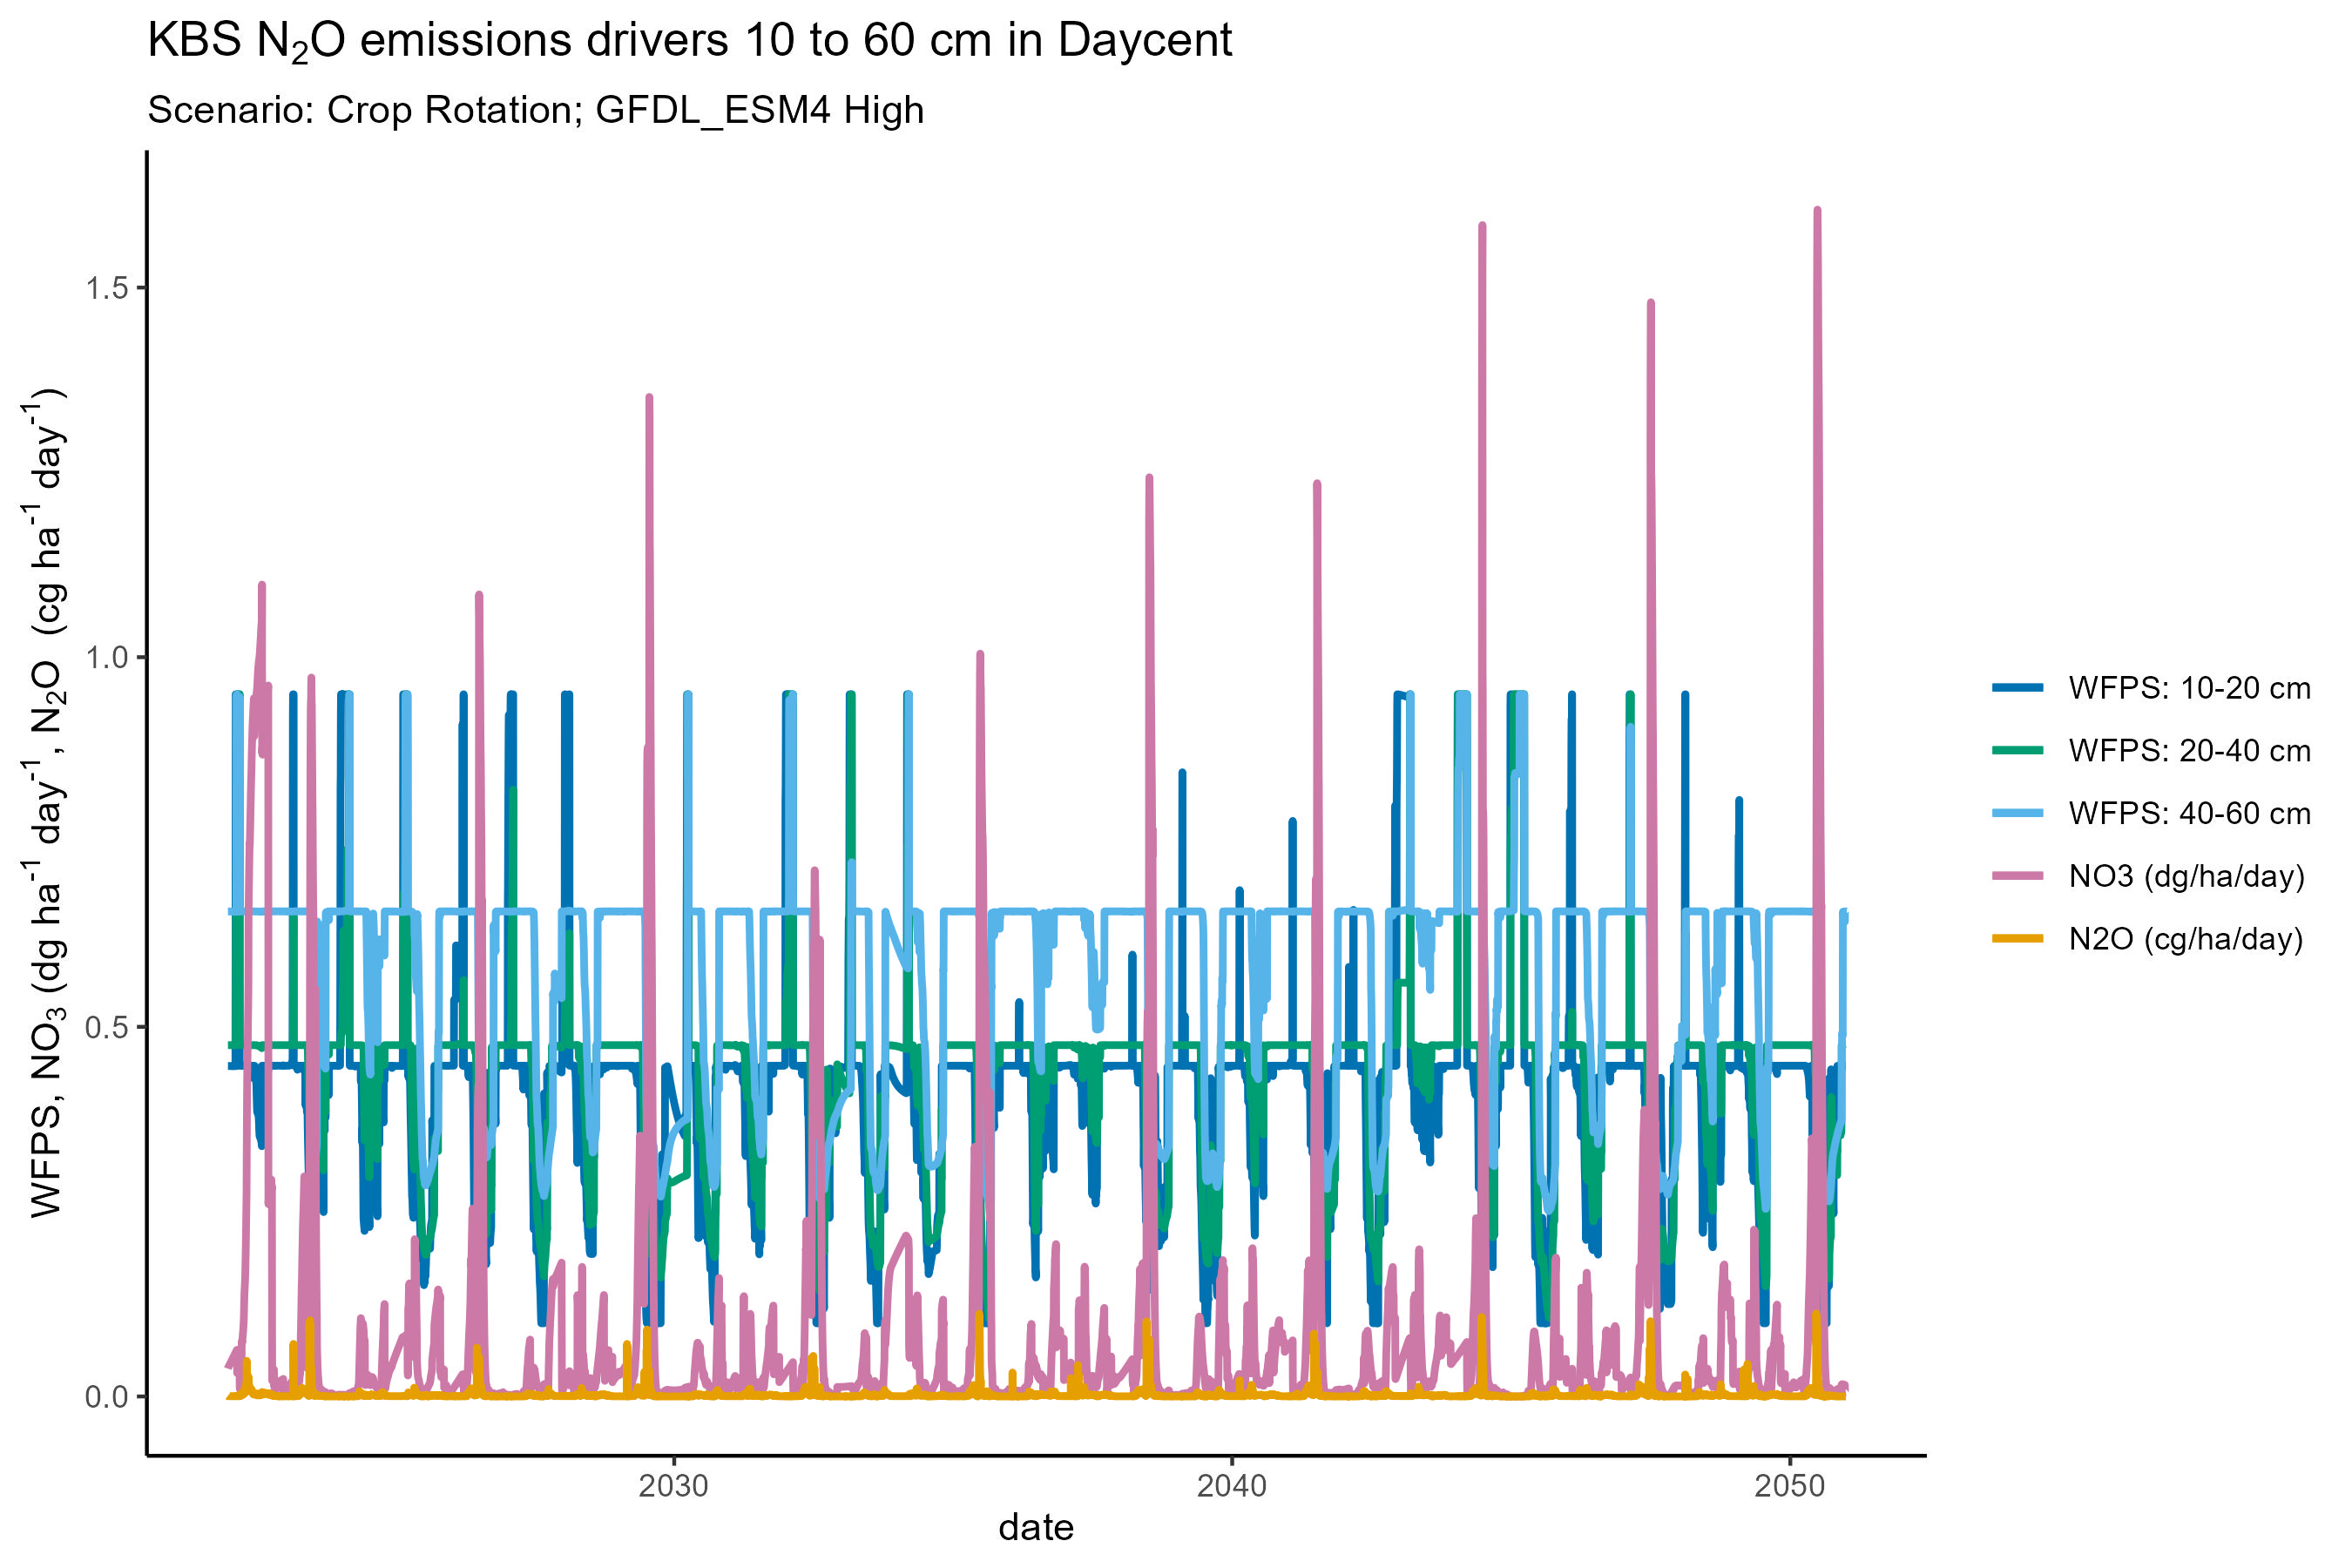 KBS N₂O emissions drivers 10 to 60 cm in Daycent
Scenario: Crop Rotation; GFDL_ESM4 High
WFPS, NO₃ (dg ha⁻¹ day⁻¹, N₂O (cg ha⁻¹ day⁻¹)
1.5
1.0
0.5
0.0
2030
2040
2050
date
WFPS: 10-20 cm
WFPS: 20-40 cm
WFPS: 40-60 cm
NO3 (dg/ha/day)
N2O (cg/ha/day)